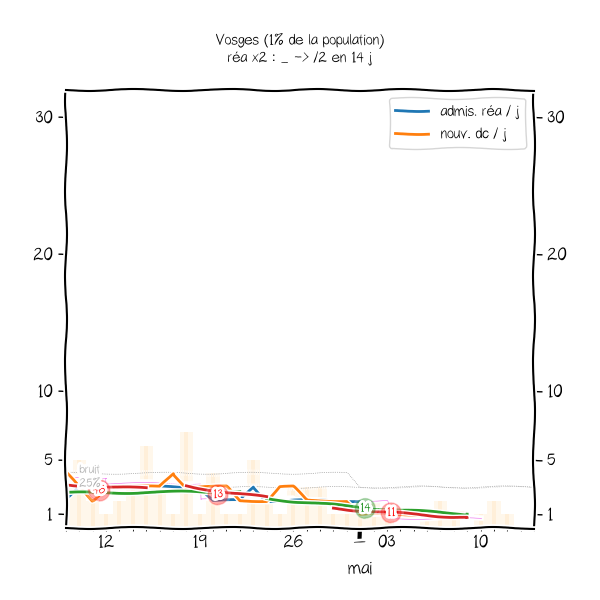 Vosges (1% de la population)
réa x2 : _ -> /2 en 14 j
admis. réa / j
nouv. dc / j
30 30
20 20
10 10
5 5
1 1
bruit
25%
13
14
11
12 19 26 03 10
mai